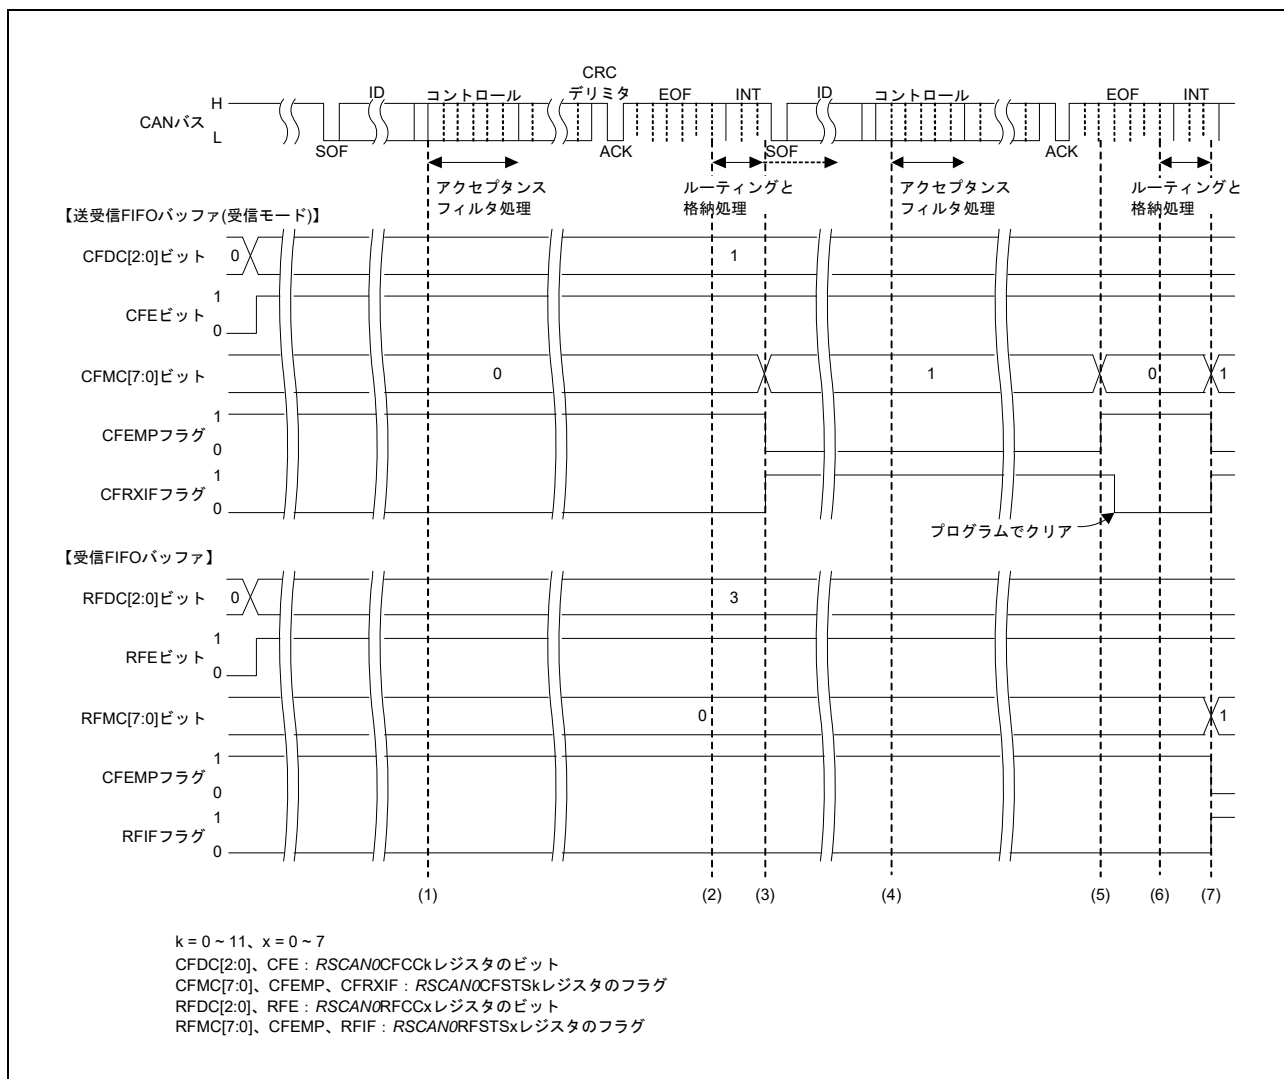 CRC
ID コントロール デリミタ EOF INT ID コントロール EOF INT
H
CANバス
L
SOF ACK SOF ACK
アクセプタンス
フィルタ処理
ルーティングと
格納処理
アクセプタンス
フィルタ処理
ルーティングと
格納処理
【送受信FIFOバッファ(受信モード)】
CFDC[2:0]ビット 0 1
1
CFEビット
0
CFMC[7:0]ビット 0 1 0 1
1
CFEMPフラグ
0
1
CFRXIFフラグ
0
プログラムでクリア
【受信FIFOバッファ】
RFDC[2:0]ビット 0 3
1
RFEビット
0
RFMC[7:0]ビット 0 1
1
CFEMPフラグ
0
1
RFIFフラグ
0
(1) (2) (3) (4) (5) (6) (7)
k = 0 ~ 11、x = 0 ~ 7
CFDC[2:0]、CFE : RSCAN0CFCCkレジスタのビット
CFMC[7:0]、CFEMP、CFRXIF : RSCAN0CFSTSkレジスタのフラグ
RFDC[2:0]、RFE : RSCAN0RFCCxレジスタのビット
RFMC[7:0]、CFEMP、RFIF : RSCAN0RFSTSxレジスタのフラグ